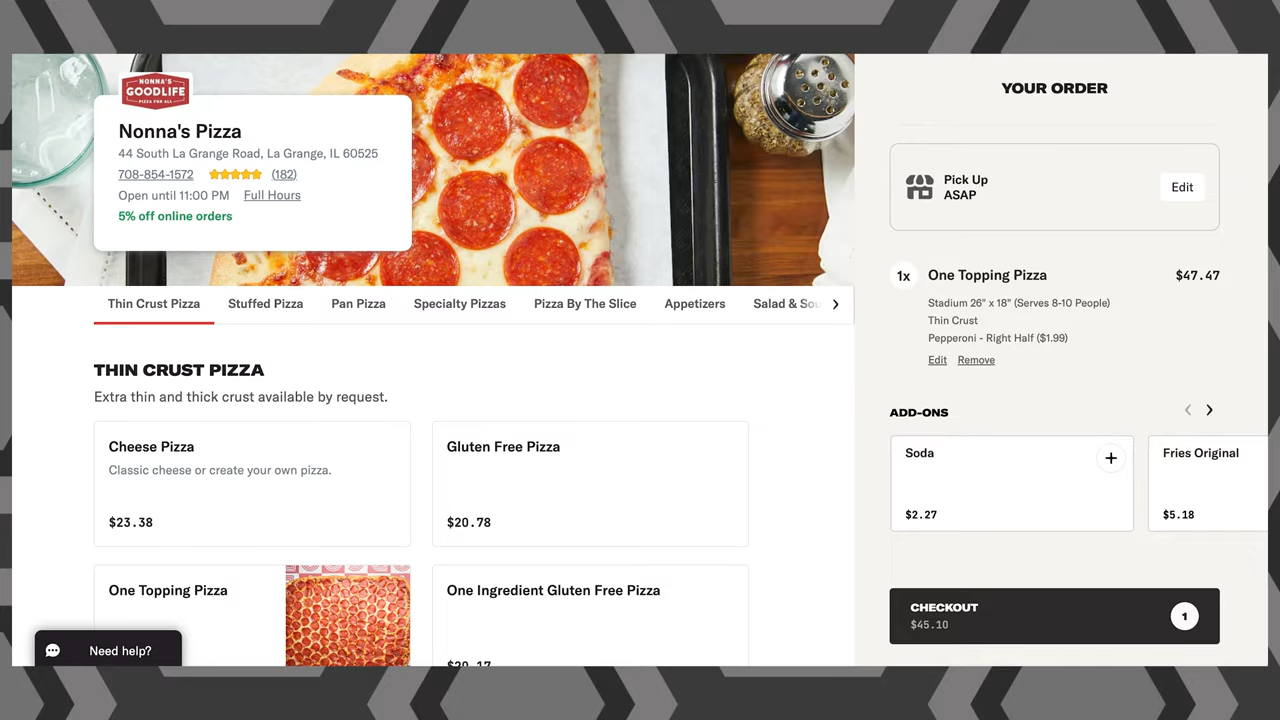 NONNA'S
GOODLIFE
PIZZA FOR ALL
Nonna's Pizza
44 South La Grange Road, La Grange, IL 60525
708-854-1572 (182)
Open until 11:00 PM Full Hours
5% off online orders
Thin Crust Pizza Stuffed Pizza Pan Pizza Specialty Pizzas Pizza By The Slice Appetizers Salad & Sou
THIN CRUST PIZZA
Extra thin and thick crust available by request.
Cheese Pizza
Classic cheese or create your own pizza.
$23.38
Gluten Free Pizza
$20.78
One Topping Pizza
One Ingredient Gluten Free Pizza
Need help?
YOUR ORDER
Pick Up
ASAP
Edit
1x One Topping Pizza $47.47
Stadium 26" x 18" (Serves 8-10 People)
Thin Crust
Pepperoni - Right Half ($1.99)
Edit Remove
ADD-ONS
Soda
$2.27
Fries Original
$5.18
CHECKOUT
$45.10
1